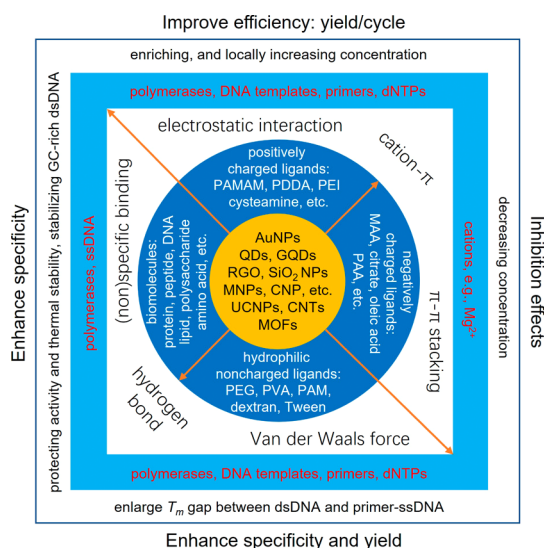 Improve efficiency: yield/cycle
enriching, and locally increasing concentration
polymerases, DNA templates, primers, dNTPs
electrostatic interaction
cation-π
positively
charged ligands:
PAMAM, PDDA, PEI
cysteamine, etc.
Enhance specificity
protecting activity and thermal stability, stabilizing GC-rich dsDNA
polymerases, ssDNA
(non)specific binding
biomolecules:
protein, peptide, DNA
lipid, polysaccharide
amino acid, etc.
AuNPs
QDs, GQDs
RGO, SiO2 NPs
MNPs, CNP, etc.
UCNPs, CNTs
MOFs
negatively
charged ligands:
MAA, citrate, oleic acid
PAA, etc.
π-π stacking
cations, e.g., Mg2+
decreasing concentration
Inhibition effects
hydrophilic
noncharged ligands:
PEG, PVA, PAM,
dextran, Tween
hydrogen
bond
Van der Waals force
polymerases, DNA templates, primers, dNTPs
enlarge Tm gap between dsDNA and primer-ssDNA
Enhance specificity and yield